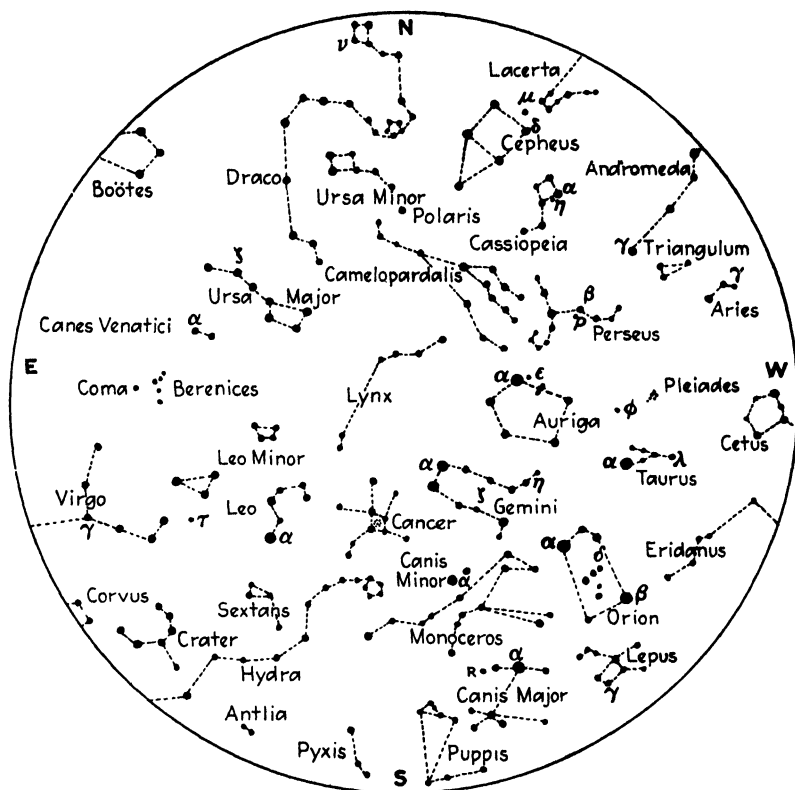 N
ν
Lacerta
μ
δ
Cepheus
Andromeda
Boötes
Draco
Ursa Minor
Polaris
α
η
Cassiopeia
γ
Triangulum
γ
Aries
ζ
Ursa Major
Camelopardalis
β
ρ
Perseus
ζ
Canes Venatici
α
E
W
Coma Berenices
Lynx
α
ε
Auriga
φ
Pleiades
Cetus
Leo Minor
α
λ
Taurus
Virgo
γ
τ
Leo
α
α
ζ
η
Gemini
Cancer
Canis Minor
α
α
δ
β
Orion
Eridanus
Corvus
Crater
Sextans
Hydra
Monoceros
α
R
Canis Major
Lepus
γ
Antlia
Pyxis
Puppis
S